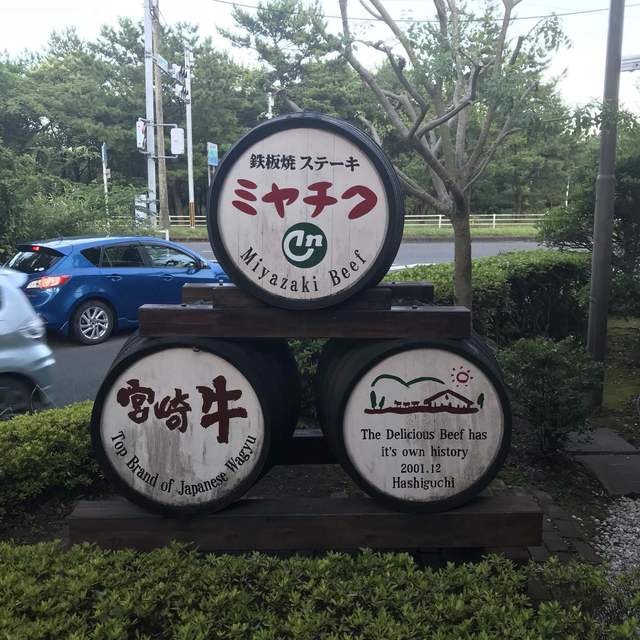 鉄板焼 ステーキ
ミヤチク
Miyazaki Beef
宮崎牛
Top Brand of Japanese Wagyu
The Delicious Beef has
it's own history
2001.12
Hashiguchi